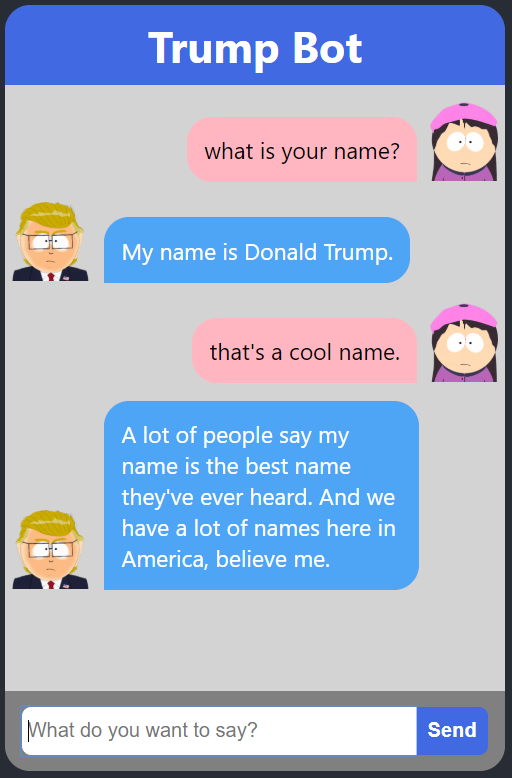 Trump Bot
what is your name?
My name is Donald Trump.
that's a cool name.
A lot of people say my
name is the best name
they've ever heard. And we
have a lot of names here in
America, believe me.
What do you want to say?
Send